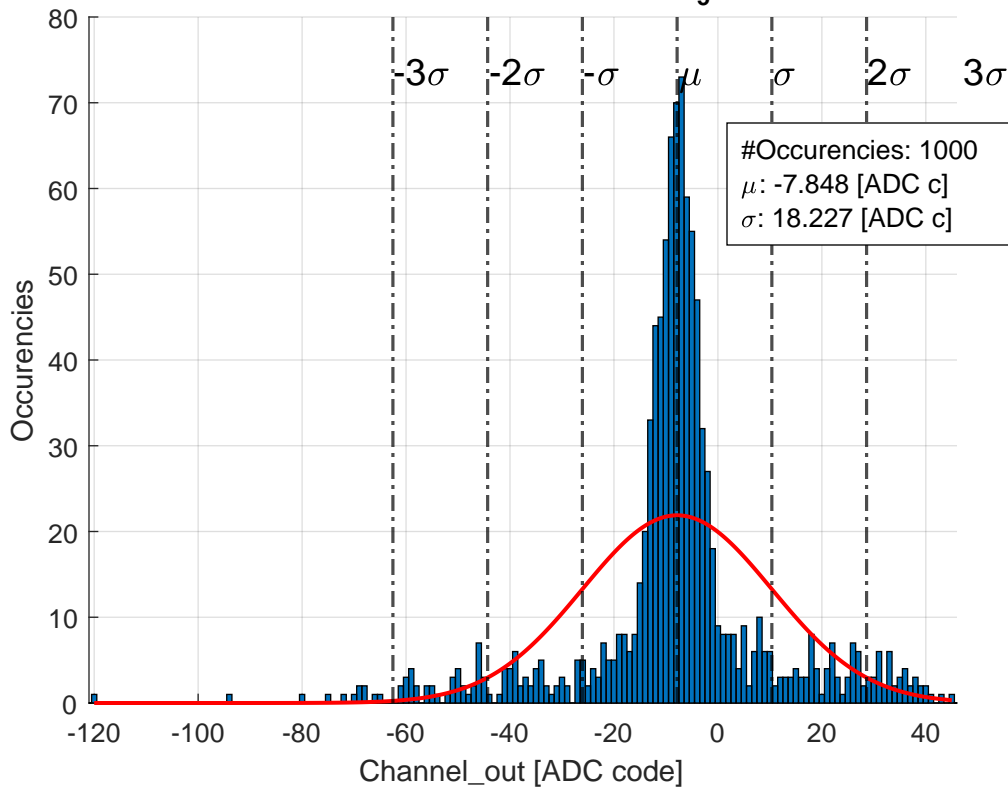 80
70
60
50
40
30
20
10
0
Occurencies
-3σ -2σ -σ μ σ 2σ 3σ
#Occurencies: 1000
μ: -7.848 [ADC c]
σ: 18.227 [ADC c]
-120 -100 -80 -60 -40 -20 0 20 40
Channel_out [ADC code]